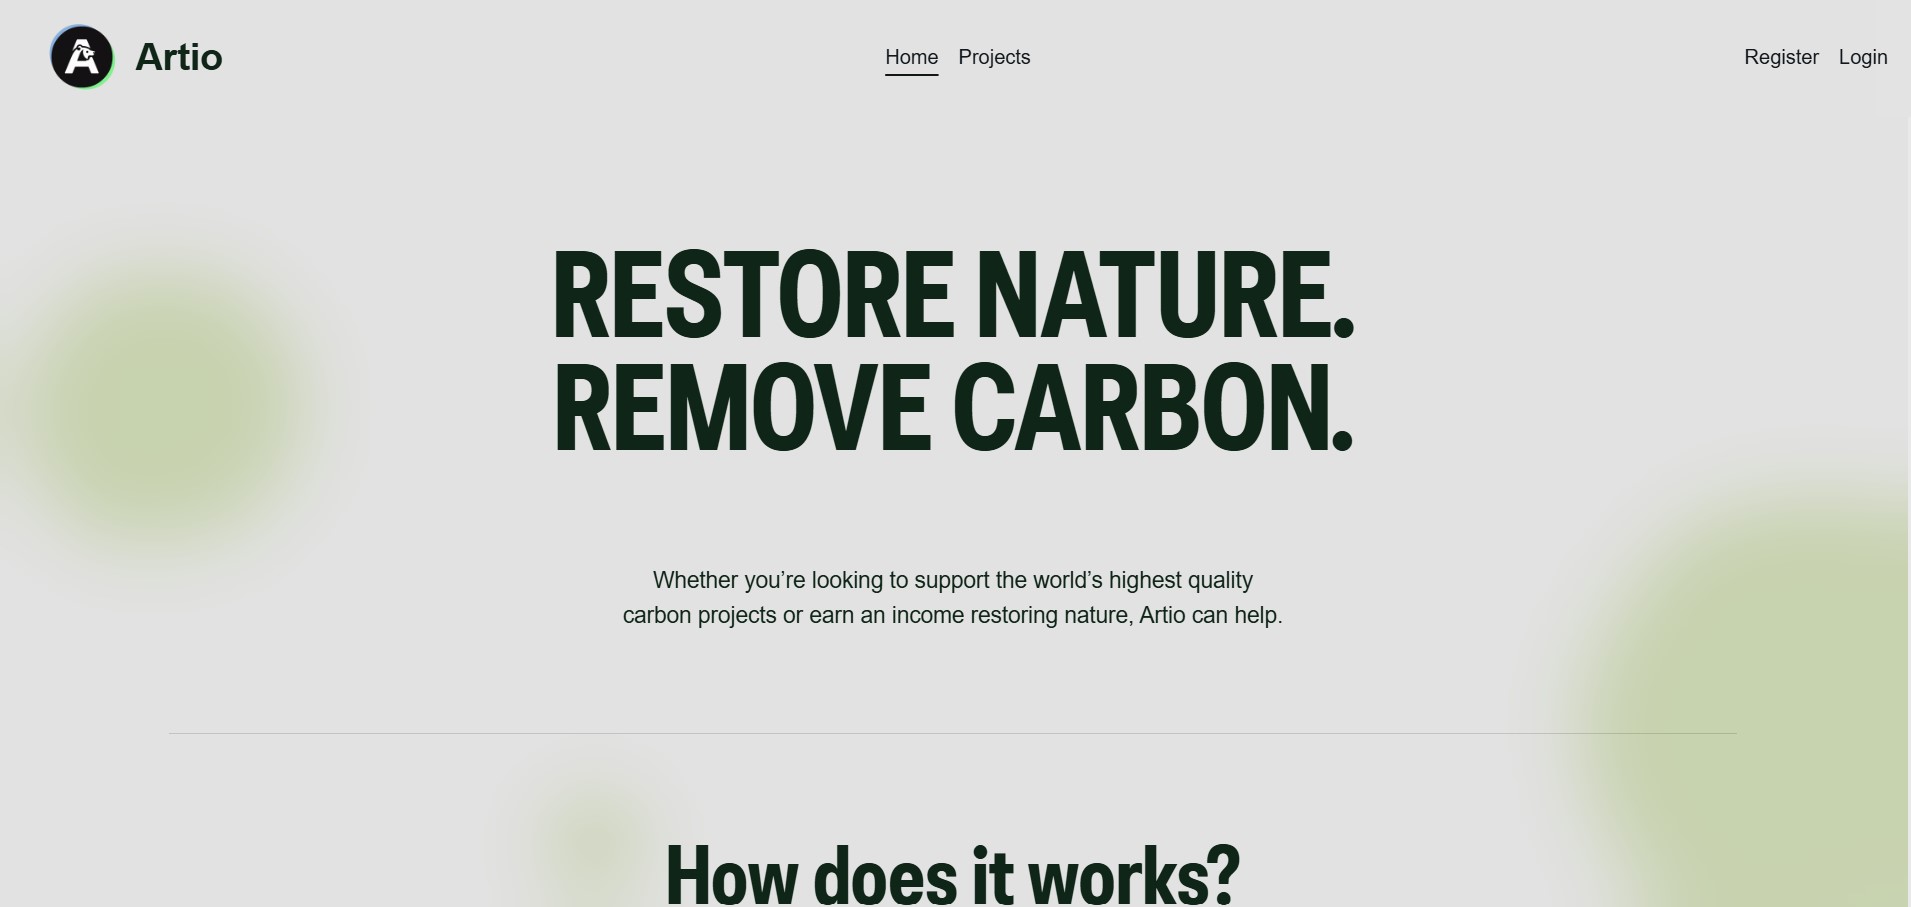 Artio
Home Projects
Register Login
RESTORE NATURE.
REMOVE CARBON.
Whether you’re looking to support the world’s highest quality
carbon projects or earn an income restoring nature, Artio can help.
How does it works?